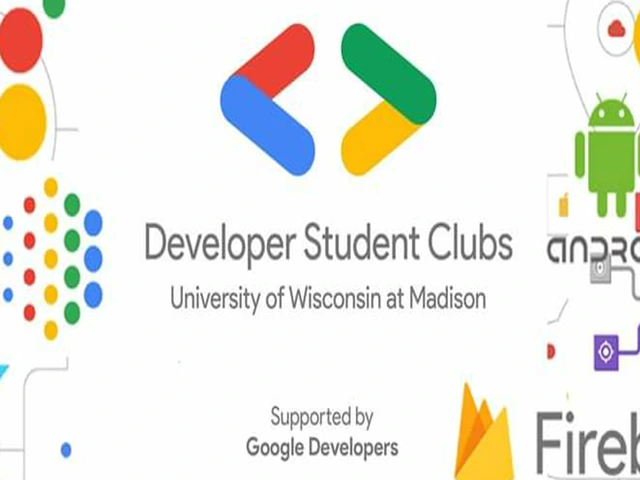 Developer Student Clubs
University of Wisconsin at Madison
Supported by
Google Developers